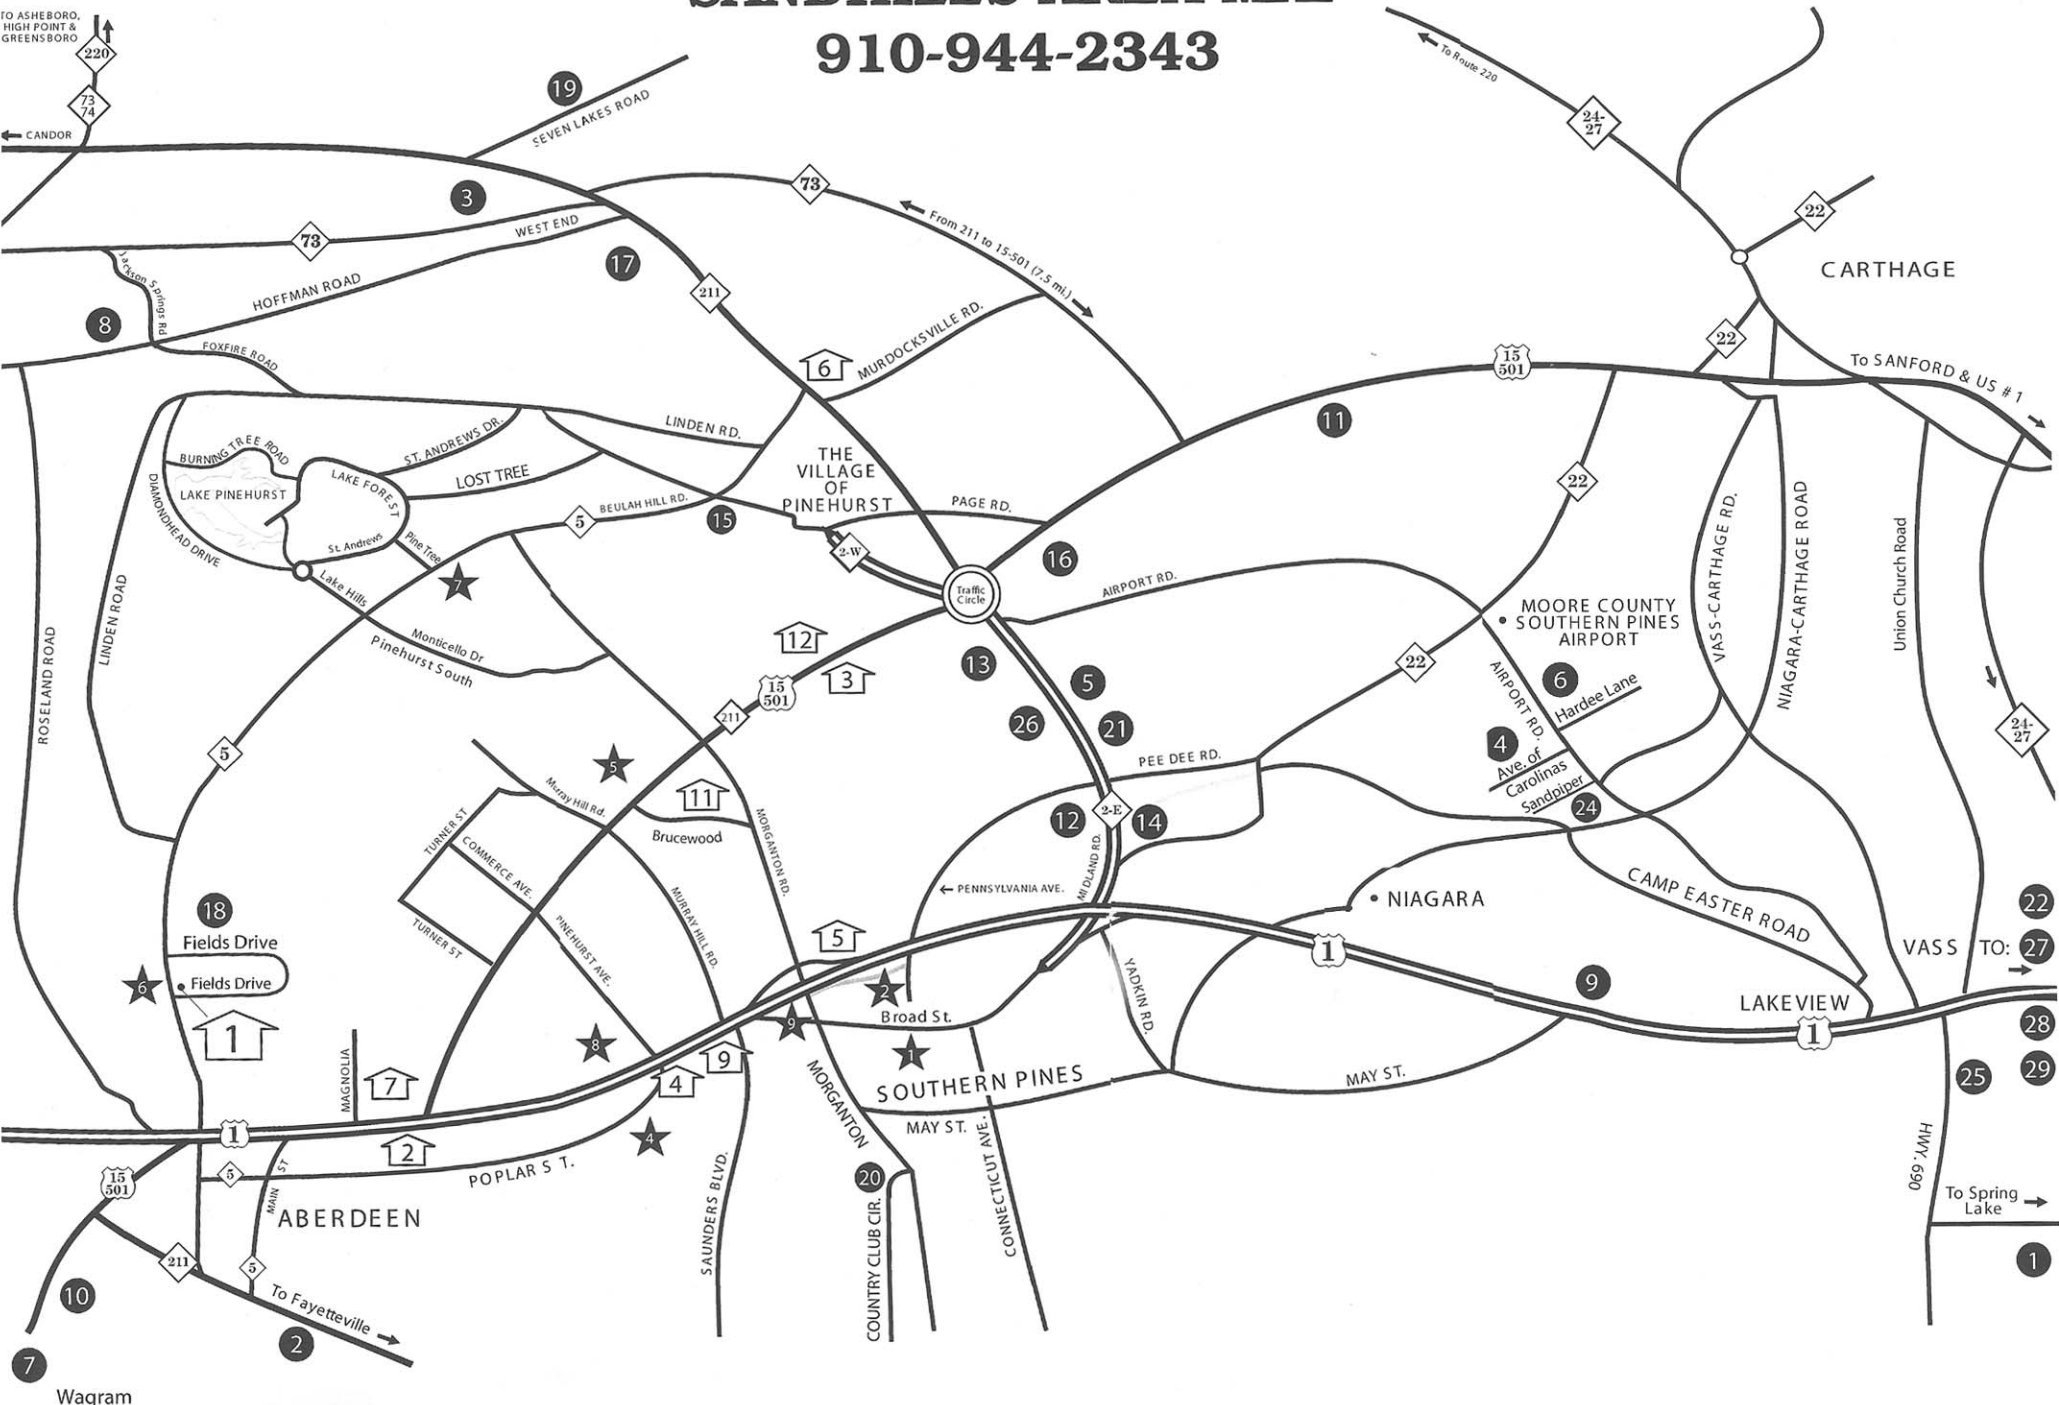 910-944-2343
TO ASHEBORO,
HIGH POINT &
GREENSBORO
220
73
74
CANDOR
19
SEVEN LAKES ROAD
3
73
From 211 to 15-501 (7.5 mi.)
To Route 220
24-
27
22
CARTHAGE
73
WEST END
17
211
Jackson Springs Rd
HOFFMAN ROAD
8
FOXFIRE ROAD
6
MURDOCKSVILLE RD.
22
15
501
To SANFORD & US # 1
11
LINDEN RD.
ST. ANDREWS DR.
LOST TREE
BURNING TREE ROAD
LAKE PINEHURST
LAKE FOREST
DIAMONDHEAD DRIVE
St. Andrews
Pine Tree
THE
VILLAGE
OF
PINEHURST
BEULAH HILL RD.
5
15
PAGE RD.
2-W
16
Traffic
Circle
AIRPORT RD.
22
VASS-CARTHAGE RD.
NIAGARA-CARTHAGE ROAD
Union Church Road
MOORE COUNTY
SOUTHERN PINES
AIRPORT
7
Lake Hills
Monticello Dr
Pinehurst South
LINDEN ROAD
ROSELAND ROAD
12
3
13
5
26
21
22
AIRPORT RD.
6
Hardee Lane
4
Ave. of
Carolinas
Sandpiper
24
24-
27
15
501
211
5
5
11
Murray Hill Rd.
Brucewood
TURNER ST
COMMERCE AVE.
TURNER ST
PINEHURST AVE.
MURRAY HILL RD.
MORGANTON RD.
PEE DEE RD.
12
2-E
14
MIDLAND RD.
PENNSYLVANIA AVE.
NIAGARA
CAMP EASTER ROAD
22
VASS TO: 27
28
29
18
Fields Drive
Fields Drive
6
1
5
2
Broad St.
9
1
YADKIN RD.
1
9
LAKEVIEW
1
25
MAGNOLIA
7
8
9
4
4
MORGANTON
SOUTHERN PINES
MAY ST.
MAY ST.
1
2
5
POPLAR ST.
15
501
MAIN ST
ABERDEEN
SAUNDERS BLVD.
20
COUNTRY CLUB CIR.
CONNECTICUT AVE.
HWY. 690
To Spring
Lake
1
211
5
To Fayetteville
10
2
7
Wagram